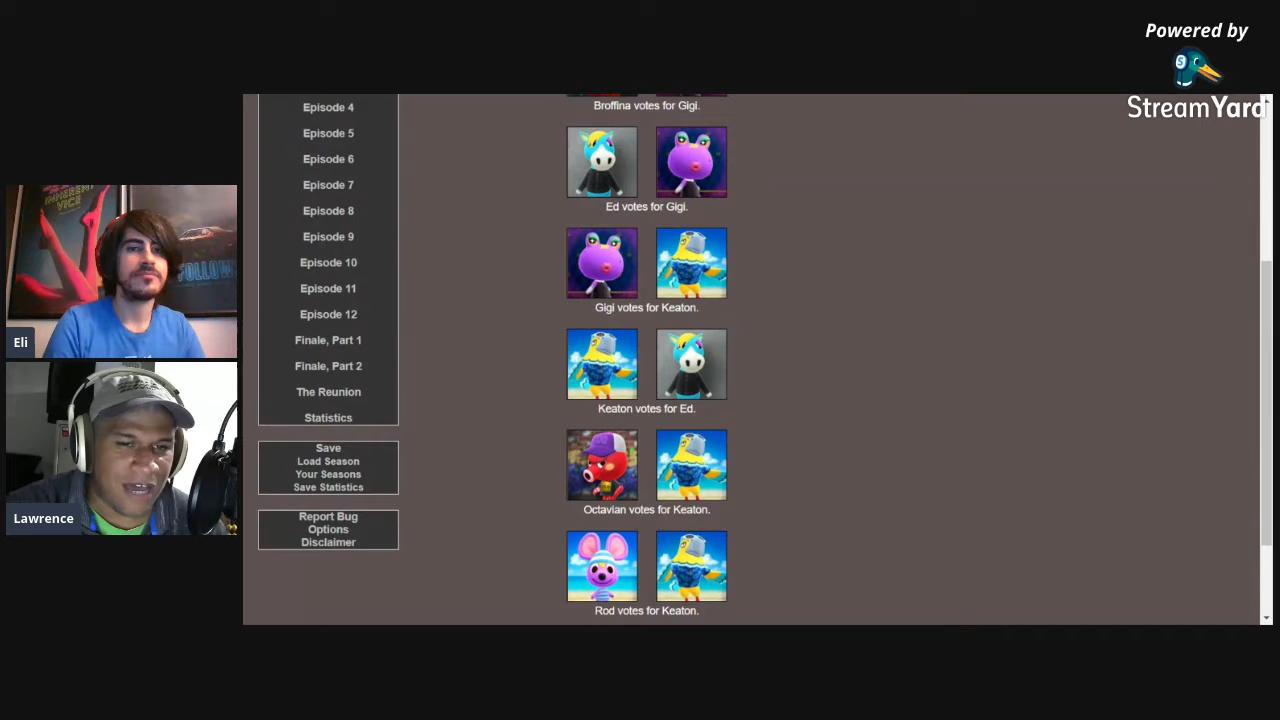 Powered by
StreamYard
Episode 4
Episode 5
Episode 6
Episode 7
Episode 8
Episode 9
Episode 10
Episode 11
Episode 12
Finale, Part 1
Finale, Part 2
The Reunion
Statistics
Save
Load Season
Your Seasons
Save Statistics
Report Bug
Options
Disclaimer
Broffina votes for Gigi.
Ed votes for Gigi.
Gigi votes for Keaton.
Keaton votes for Ed.
Octavian votes for Keaton.
Rod votes for Keaton.
INHERENT
VICE
FOLLOW
Eli
Lawrence